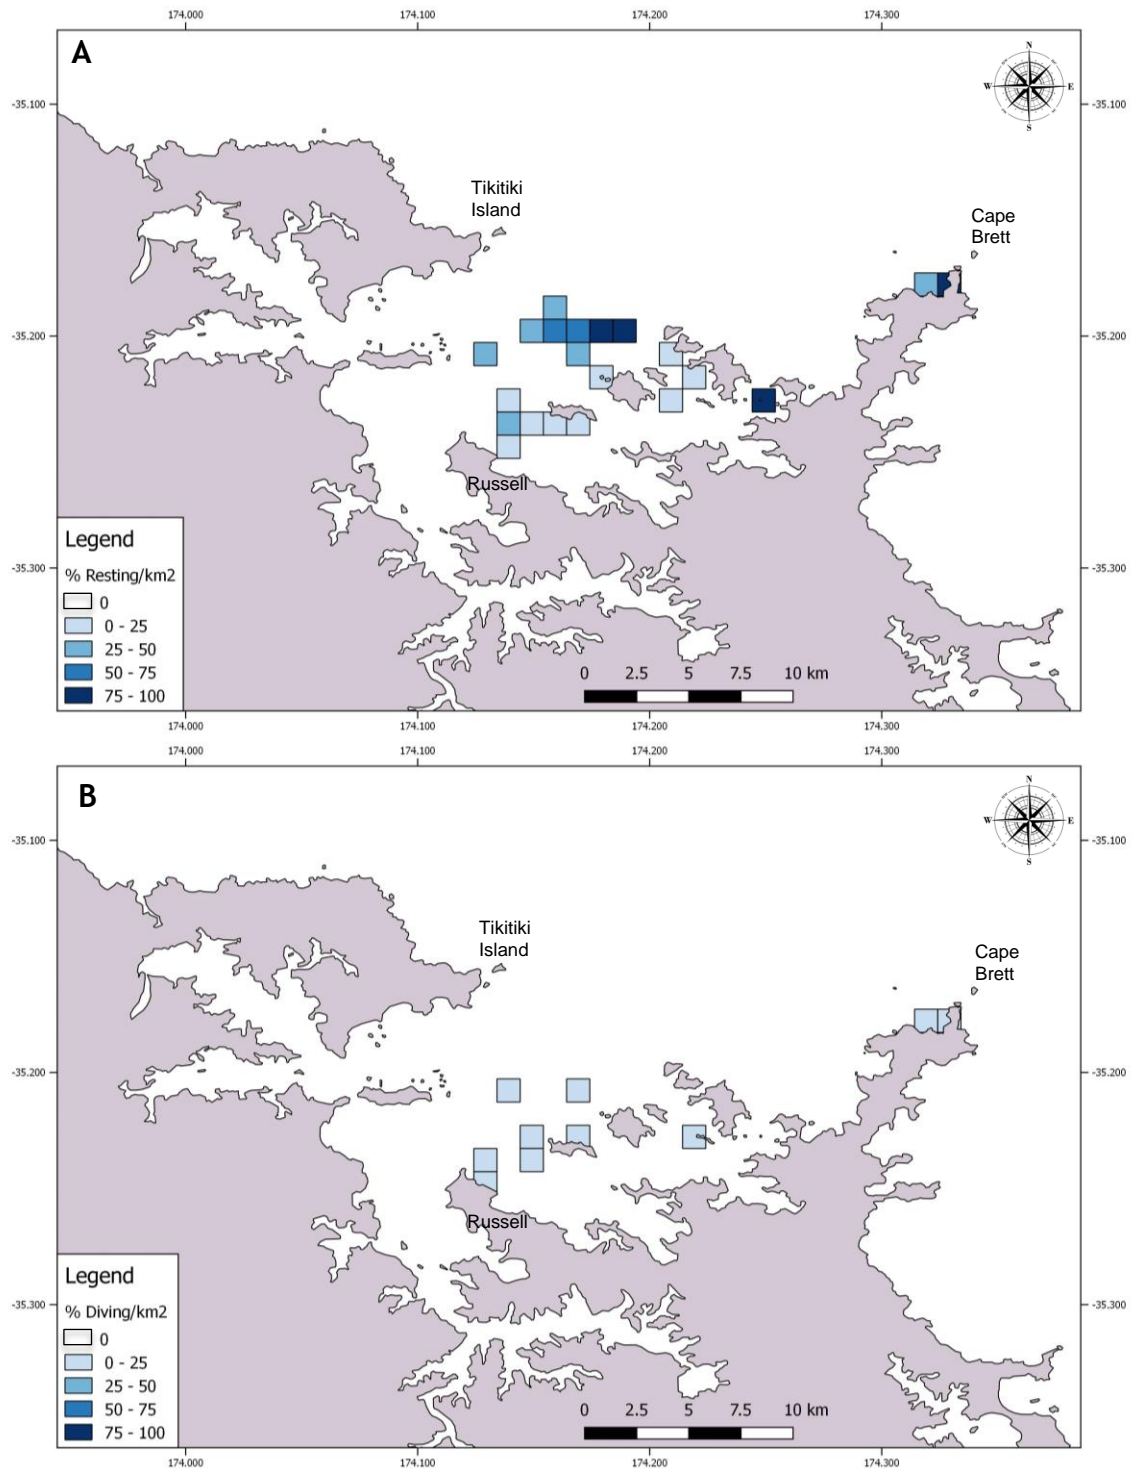 174.000 174.100 174.200 174.300
A
N
W E
S
-35.100 -35.100
Tikitiki
Island
Cape
Brett
-35.200 -35.200
Russell
Legend
% Resting/km2
0
0 - 25
25 - 50
50 - 75
75 - 100
-35.300 -35.300
0 2.5 5 7.5 10 km
174.000 174.100 174.200 174.300
174.000 174.100 174.200 174.300
B
N
W E
S
-35.100 -35.100
Tikitiki
Island
Cape
Brett
-35.200 -35.200
Russell
Legend
% Diving/km2
0
0 - 25
25 - 50
50 - 75
75 - 100
-35.300 -35.300
0 2.5 5 7.5 10 km
174.000 174.100 174.200 174.300